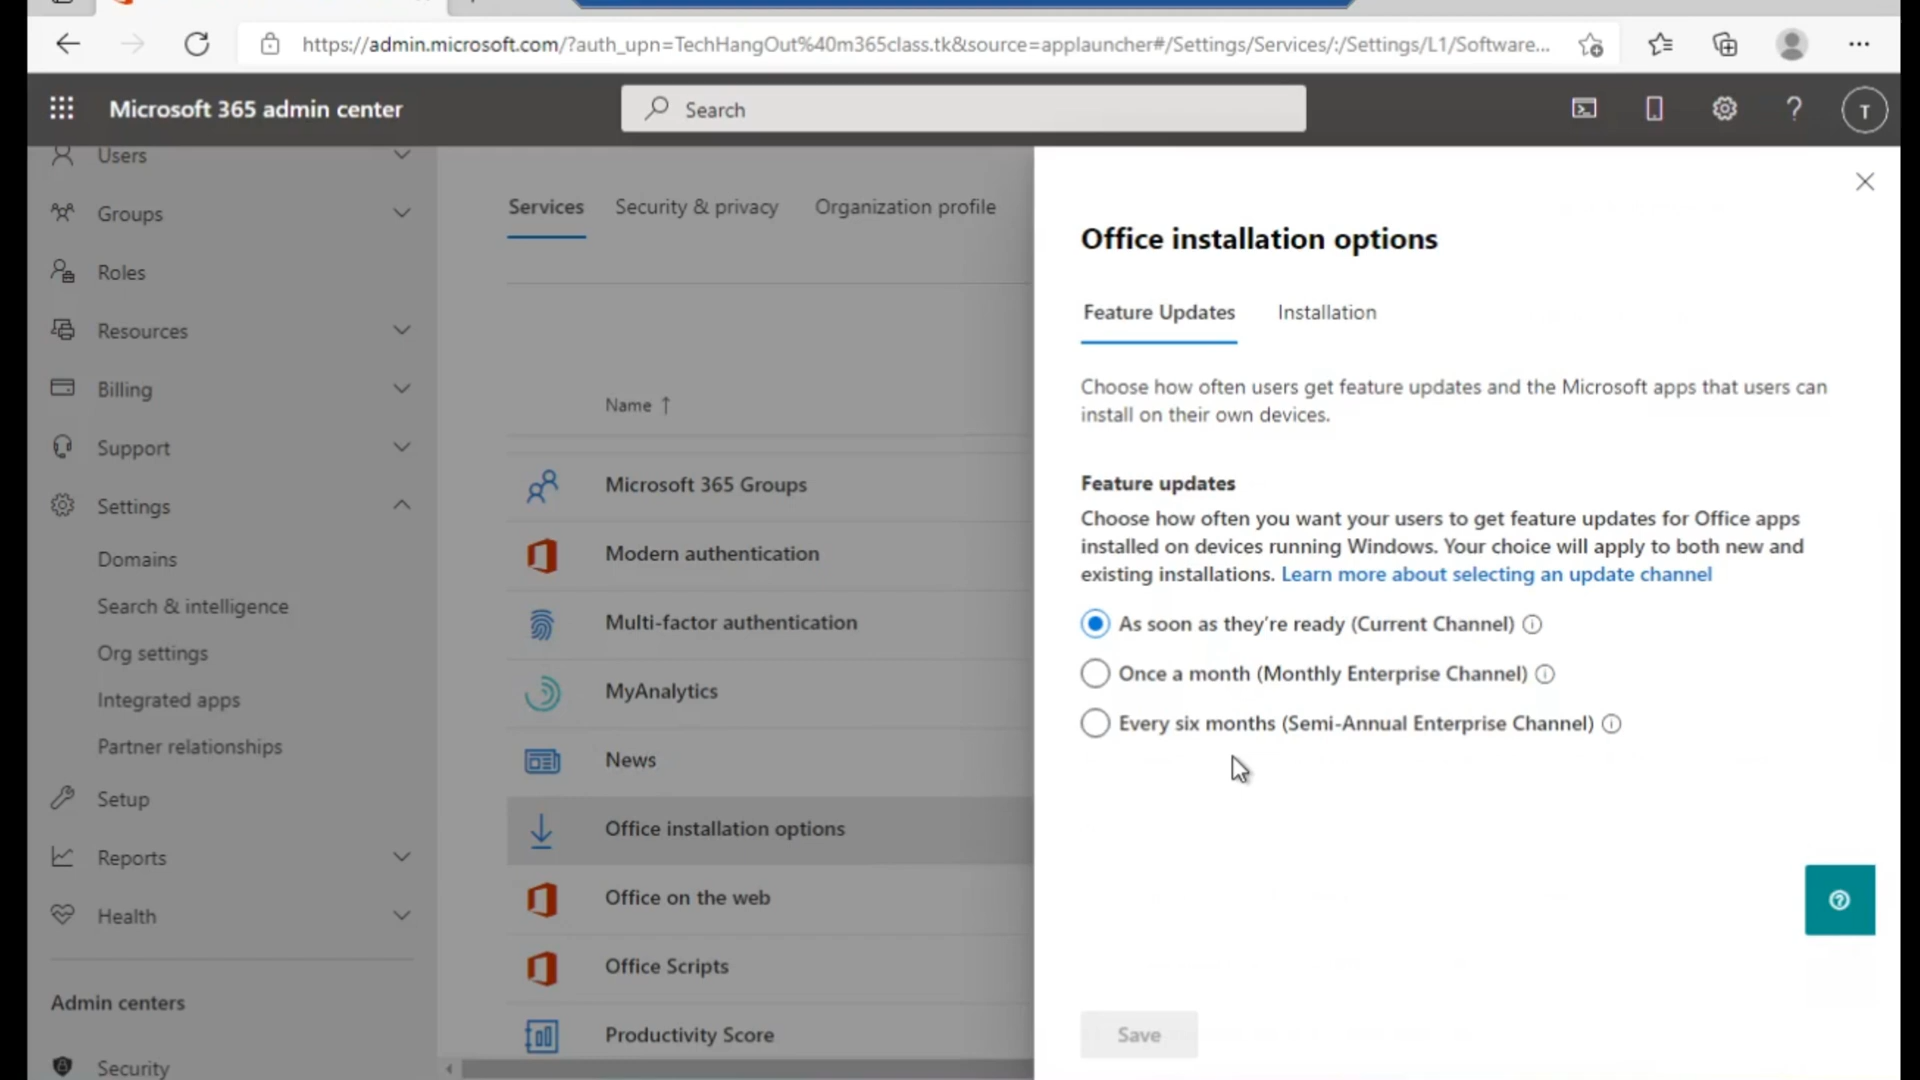 https://admin.microsoft.com/?auth_upn=TechHangOut%40m365class.tk&source=applauncher#/Settings/Services/:/Settings/L1/Software...
Microsoft 365 admin center
Search
T
Users
Groups
Roles
Resources
Billing
Support
Settings
Domains
Search & intelligence
Org settings
Integrated apps
Partner relationships
Setup
Reports
Health
Admin centers
Security
Services
Security & privacy
Organization profile
Name ↑
Microsoft 365 Groups
Modern authentication
Multi-factor authentication
MyAnalytics
News
Office installation options
Office on the web
Office Scripts
Productivity Score
Office installation options
Feature Updates
Installation
Choose how often users get feature updates and the Microsoft apps that users can
install on their own devices.
Feature updates
Choose how often you want your users to get feature updates for Office apps
installed on devices running Windows. Your choice will apply to both new and
existing installations. Learn more about selecting an update channel
As soon as they're ready (Current Channel)
Once a month (Monthly Enterprise Channel)
Every six months (Semi-Annual Enterprise Channel)
Save